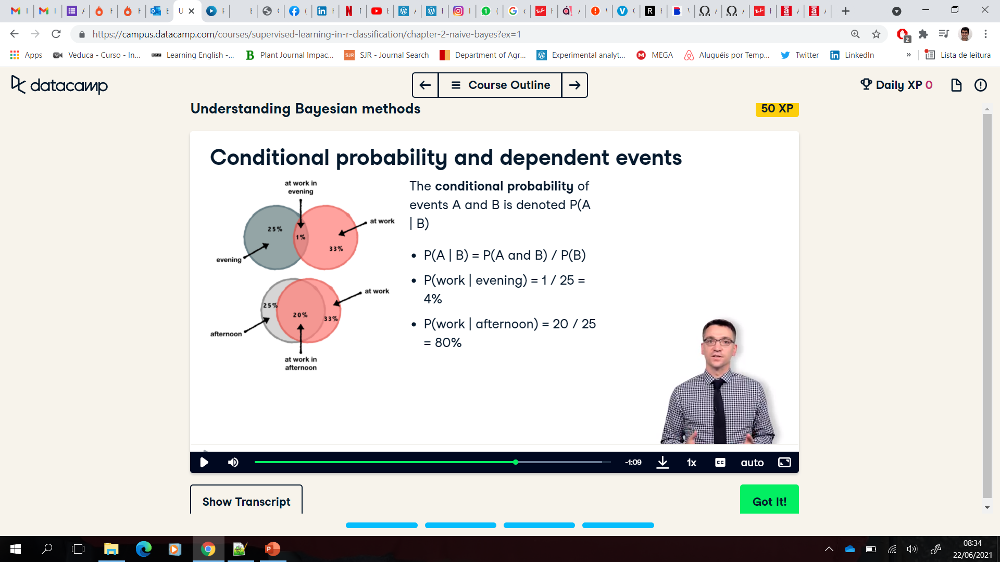 https://campus.datacamp.com/courses/supervised-learning-in-r-classification/chapter-2-naive-bayes?ex=1
2
Apps
Veduca - Curso - In...
Learning English -...
Plant Journal Impac...
SJR - Journal Search
Department of Agr...
Experimental analyt...
MEGA
Aluguéis por Temp...
Twitter
LinkedIn
»
Lista de leitura
datacamp
Course Outline
Daily XP 0
Understanding Bayesian methods
50 XP
Conditional probability and dependent events
at work in
evening
25%
1%
33%
at work
evening
25%
20%
33%
at work
afternoon
at work in
afternoon
The conditional probability of
events A and B is denoted P(A
| B)
• P(A | B) = P(A and B) / P(B)
• P(work | evening) = 1 / 25 =
4%
• P(work | afternoon) = 20 / 25
= 80%
-1:09
1x
CC
auto
Show Transcript
Got It!
08:34
22/06/2021